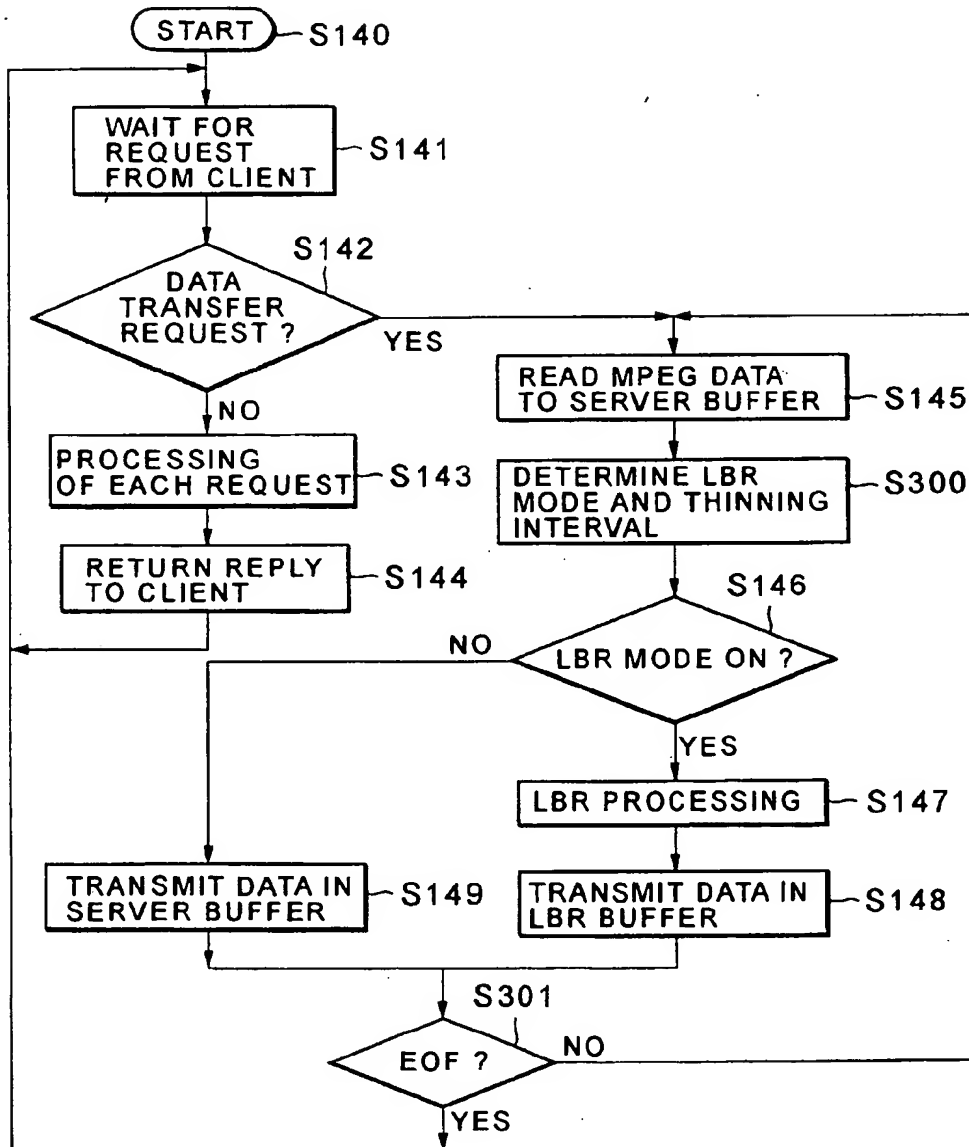 START
S140
WAIT FOR
REQUEST
FROM CLIENT
S141
S142
DATA
TRANSFER
REQUEST ?
YES
NO
READ MPEG DATA
TO SERVER BUFFER
S145
PROCESSING
OF EACH REQUEST
S143
DETERMINE LBR
MODE AND THINNING
INTERVAL
S300
RETURN REPLY
TO CLIENT
S144
S146
LBR MODE ON ?
NO
YES
LBR PROCESSING
S147
TRANSMIT DATA IN
SERVER BUFFER
S149
TRANSMIT DATA IN
LBR BUFFER
S148
S301
EOF ?
NO
YES